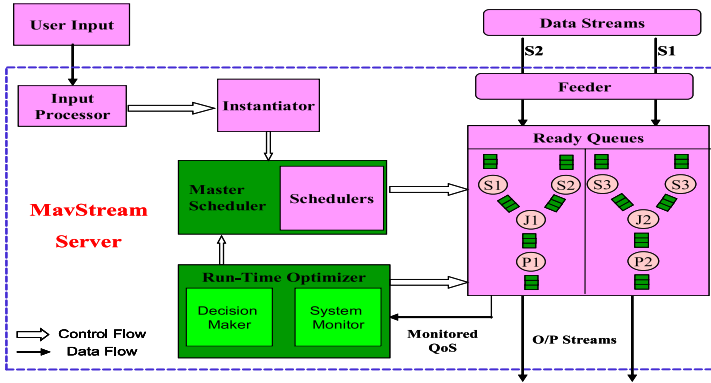 User Input
Data Streams
S2
S1
Input
Processor
Instantiator
Feeder
Ready Queues
Master
Scheduler
Schedulers
S1
S2
S3
S3
J1
J2
P1
P2
MavStream
Server
Run-Time Optimizer
Decision
Maker
System
Monitor
Control Flow
Data Flow
Monitored
QoS
O/P Streams